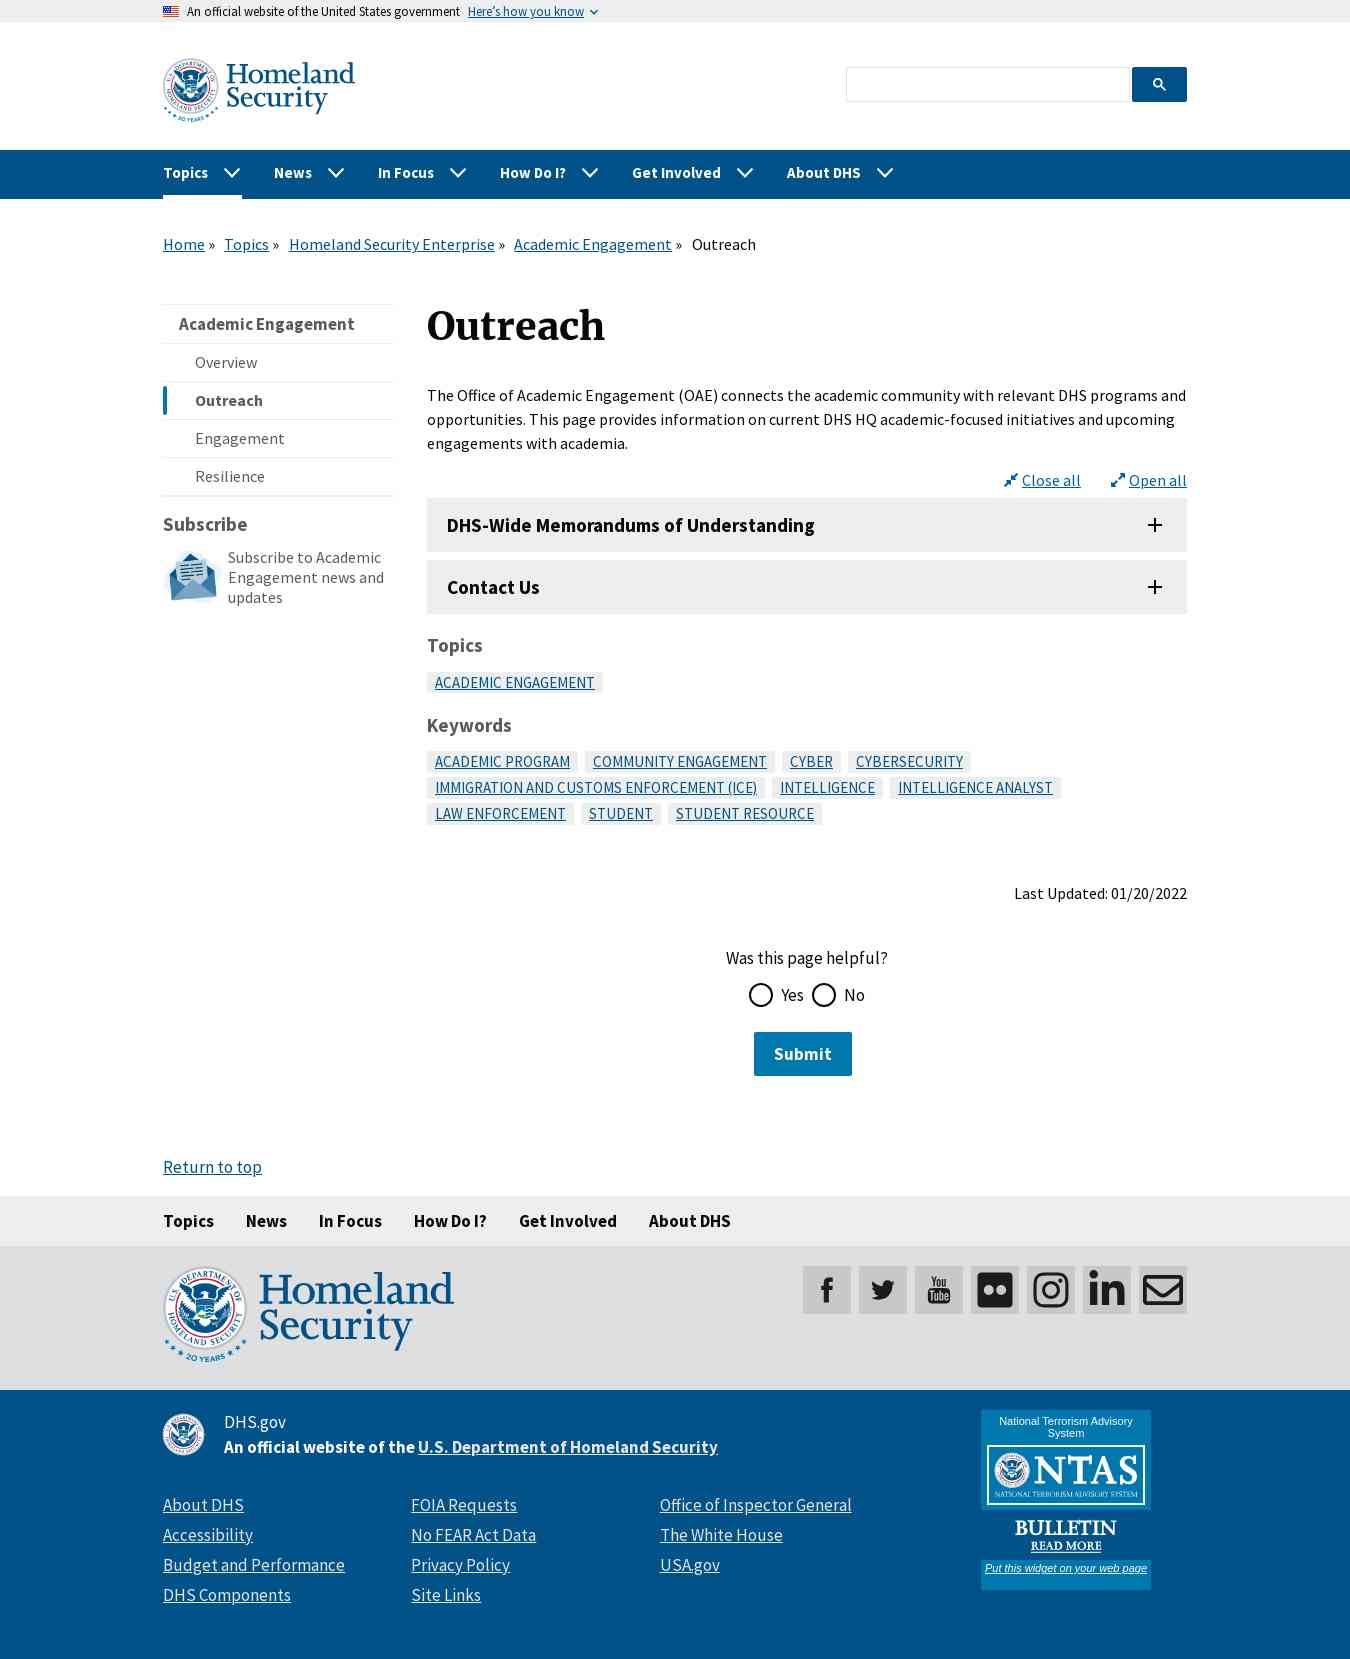 An official website of the United States government Here's how you know
Homeland
Security
20 YEARS
Topics News In Focus How Do I? Get Involved About DHS
Home » Topics » Homeland Security Enterprise » Academic Engagement » Outreach
Academic Engagement
Overview
Outreach
Engagement
Resilience
Subscribe
Subscribe to Academic
Engagement news and
updates
Outreach
The Office of Academic Engagement (OAE) connects the academic community with relevant DHS programs and
opportunities. This page provides information on current DHS HQ academic-focused initiatives and upcoming
engagements with academia.
Close all Open all
DHS-Wide Memorandums of Understanding
Contact Us
Topics
ACADEMIC ENGAGEMENT
Keywords
ACADEMIC PROGRAM COMMUNITY ENGAGEMENT CYBER CYBERSECURITY
IMMIGRATION AND CUSTOMS ENFORCEMENT (ICE) INTELLIGENCE INTELLIGENCE ANALYST
LAW ENFORCEMENT STUDENT STUDENT RESOURCE
Last Updated: 01/20/2022
Was this page helpful?
Yes No
Submit
Return to top
Topics News In Focus How Do I? Get Involved About DHS
U.S. DEPARTMENT OF HOMELAND SECURITY
20 YEARS
Homeland
Security
You
Tube
DHS.gov
An official website of the U.S. Department of Homeland Security
About DHS
Accessibility
Budget and Performance
DHS Components
FOIA Requests
No FEAR Act Data
Privacy Policy
Site Links
Office of Inspector General
The White House
USA.gov
National Terrorism Advisory
System
NTAS
NATIONAL TERRORISM ADVISORY SYSTEM
BULLETIN
READ MORE
Put this widget on your web page